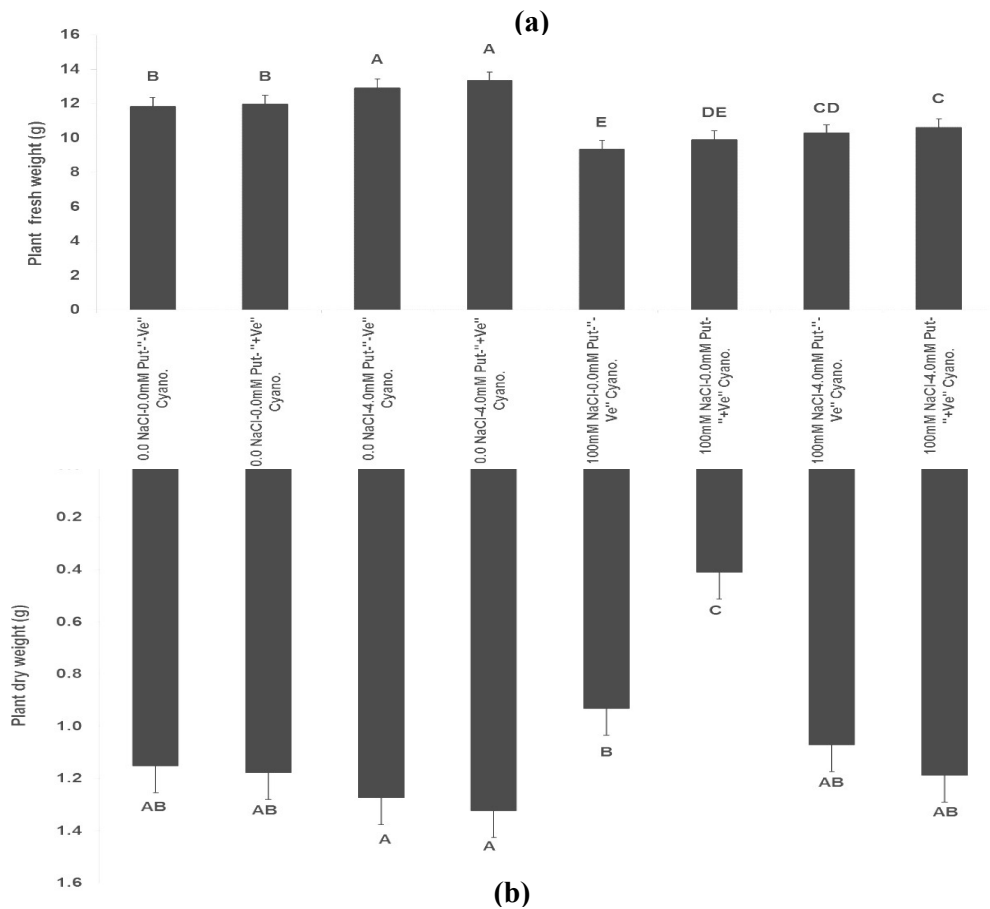 (a)
16
14
12
10
8
6
4
2
0
Plant fresh weight (g)
B
B
A
A
E
DE
CD
C
0.0 NaCl-0.0mM Put-"-Ve"
Cyano.
0.0 NaCl-0.0mM Put- "+Ve"
Cyano.
0.0 NaCl-4.0mM Put-"-Ve"
Cyano.
0.0 NaCl-4.0mM Put-"+Ve"
Cyano.
100mM NaCl-0.0mM Put-"-
Ve" Cyano.
100mM NaCl-0.0mM Put-
"+Ve" Cyano.
100mM NaCl-4.0mM Put-"-
Ve" Cyano.
100mM NaCl-4.0mM Put-
"+Ve" Cyano.
0.2
0.4
0.6
0.8
1.0
1.2
1.4
1.6
Plant dry weight (g)
AB
AB
A
A
B
C
AB
AB
(b)